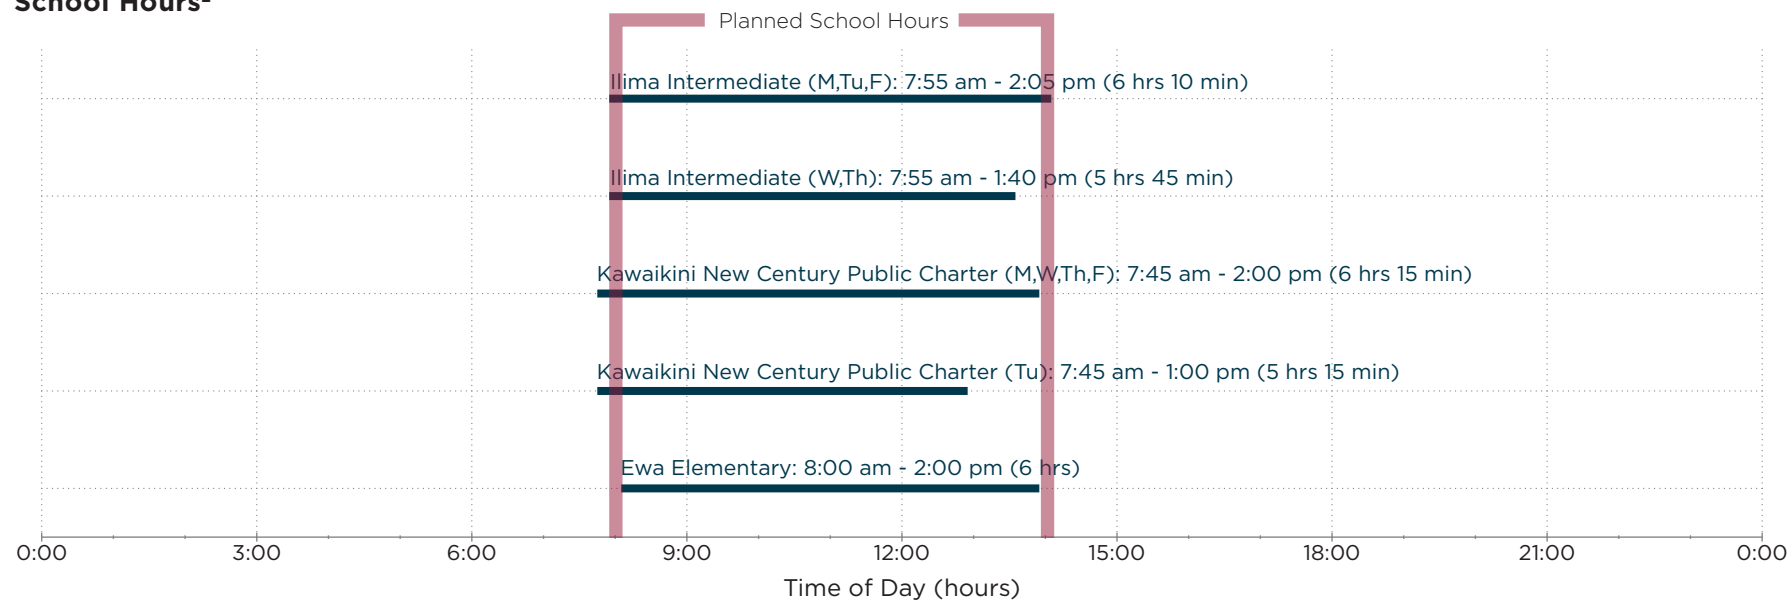 School Hours
Planned School Hours
Ilima Intermediate (M,Tu,F): 7:55 am - 2:05 pm (6 hrs 10 min)
Ilima Intermediate (W,Th): 7:55 am - 1:40 pm (5 hrs 45 min)
Kawaikini New Century Public Charter (M,W,Th,F): 7:45 am - 2:00 pm (6 hrs 15 min)
Kawaikini New Century Public Charter (Tu): 7:45 am - 1:00 pm (5 hrs 15 min)
Ewa Elementary: 8:00 am - 2:00 pm (6 hrs)
0:00 3:00 6:00 9:00 12:00 15:00 18:00 21:00 0:00
Time of Day (hours)